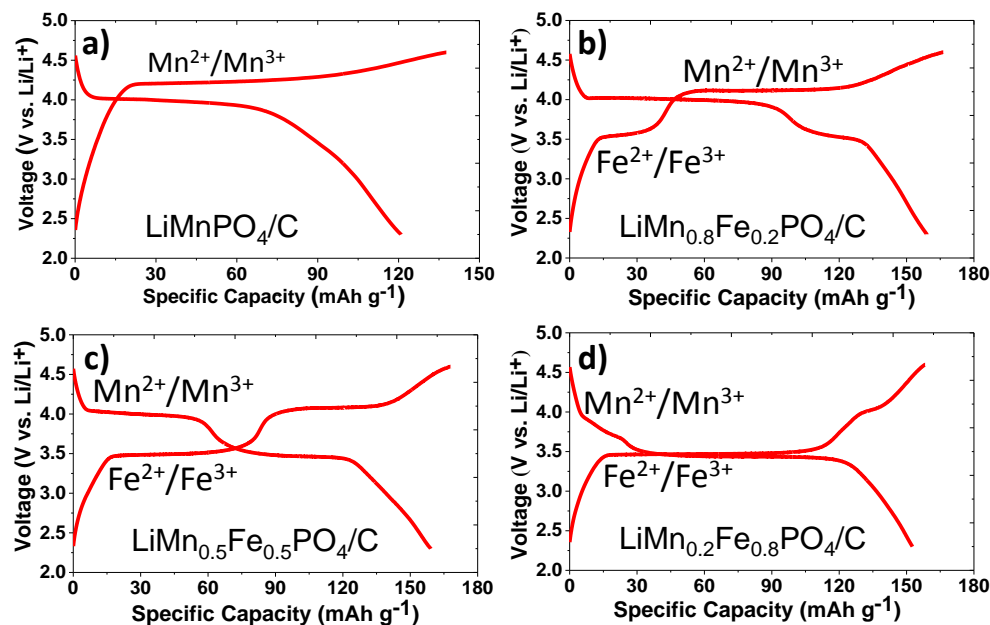 a)
Voltage (V vs. Li/Li+)
5.0
4.5
4.0
3.5
3.0
2.5
2.0
Mn²⁺/Mn³⁺
LiMnPO₄/C
0 30 60 90 120 150
Specific Capacity (mAh g⁻¹)
b)
Voltage (V vs. Li/Li+)
5.0
4.5
4.0
3.5
3.0
2.5
2.0
Mn²⁺/Mn³⁺
Fe²⁺/Fe³⁺
LiMn₀.₈Fe₀.₂PO₄/C
0 30 60 90 120 150 180
Specific Capacity (mAh g⁻¹)
c)
Voltage (V vs. Li/Li+)
5.0
4.5
4.0
3.5
3.0
2.5
2.0
Mn²⁺/Mn³⁺
Fe²⁺/Fe³⁺
LiMn₀.₅Fe₀.₅PO₄/C
0 30 60 90 120 150 180
Specific Capacity (mAh g⁻¹)
d)
Voltage (V vs. Li/Li+)
5.0
4.5
4.0
3.5
3.0
2.5
2.0
Mn²⁺/Mn³⁺
Fe²⁺/Fe³⁺
LiMn₀.₂Fe₀.₈PO₄/C
0 30 60 90 120 150 180
Specific Capacity (mAh g⁻¹)